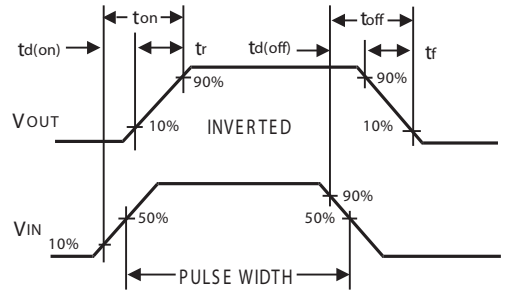 ton
toff
td(on)
tr
td(off)
tf
90%
90%
VOUT
10%
INVERTED
10%
90%
50%
50%
VIN
10%
PULSE WIDTH